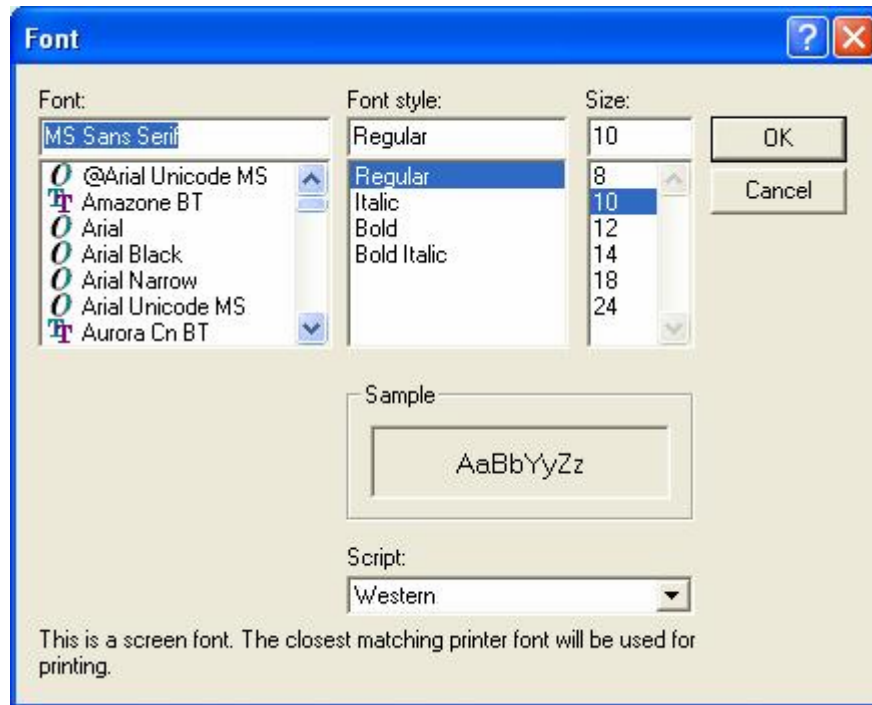 Font
Font:
Font style:
Size:
MS Sans Serif
Regular
10
OK
Cancel
@Arial Unicode MS
Amazone BT
Arial
Arial Black
Arial Narrow
Arial Unicode MS
Aurora Cn BT
Regular
Italic
Bold
Bold Italic
8
10
12
14
18
24
Sample
AaBbYyZz
Script:
Western
This is a screen font. The closest matching printer font will be used for
printing.